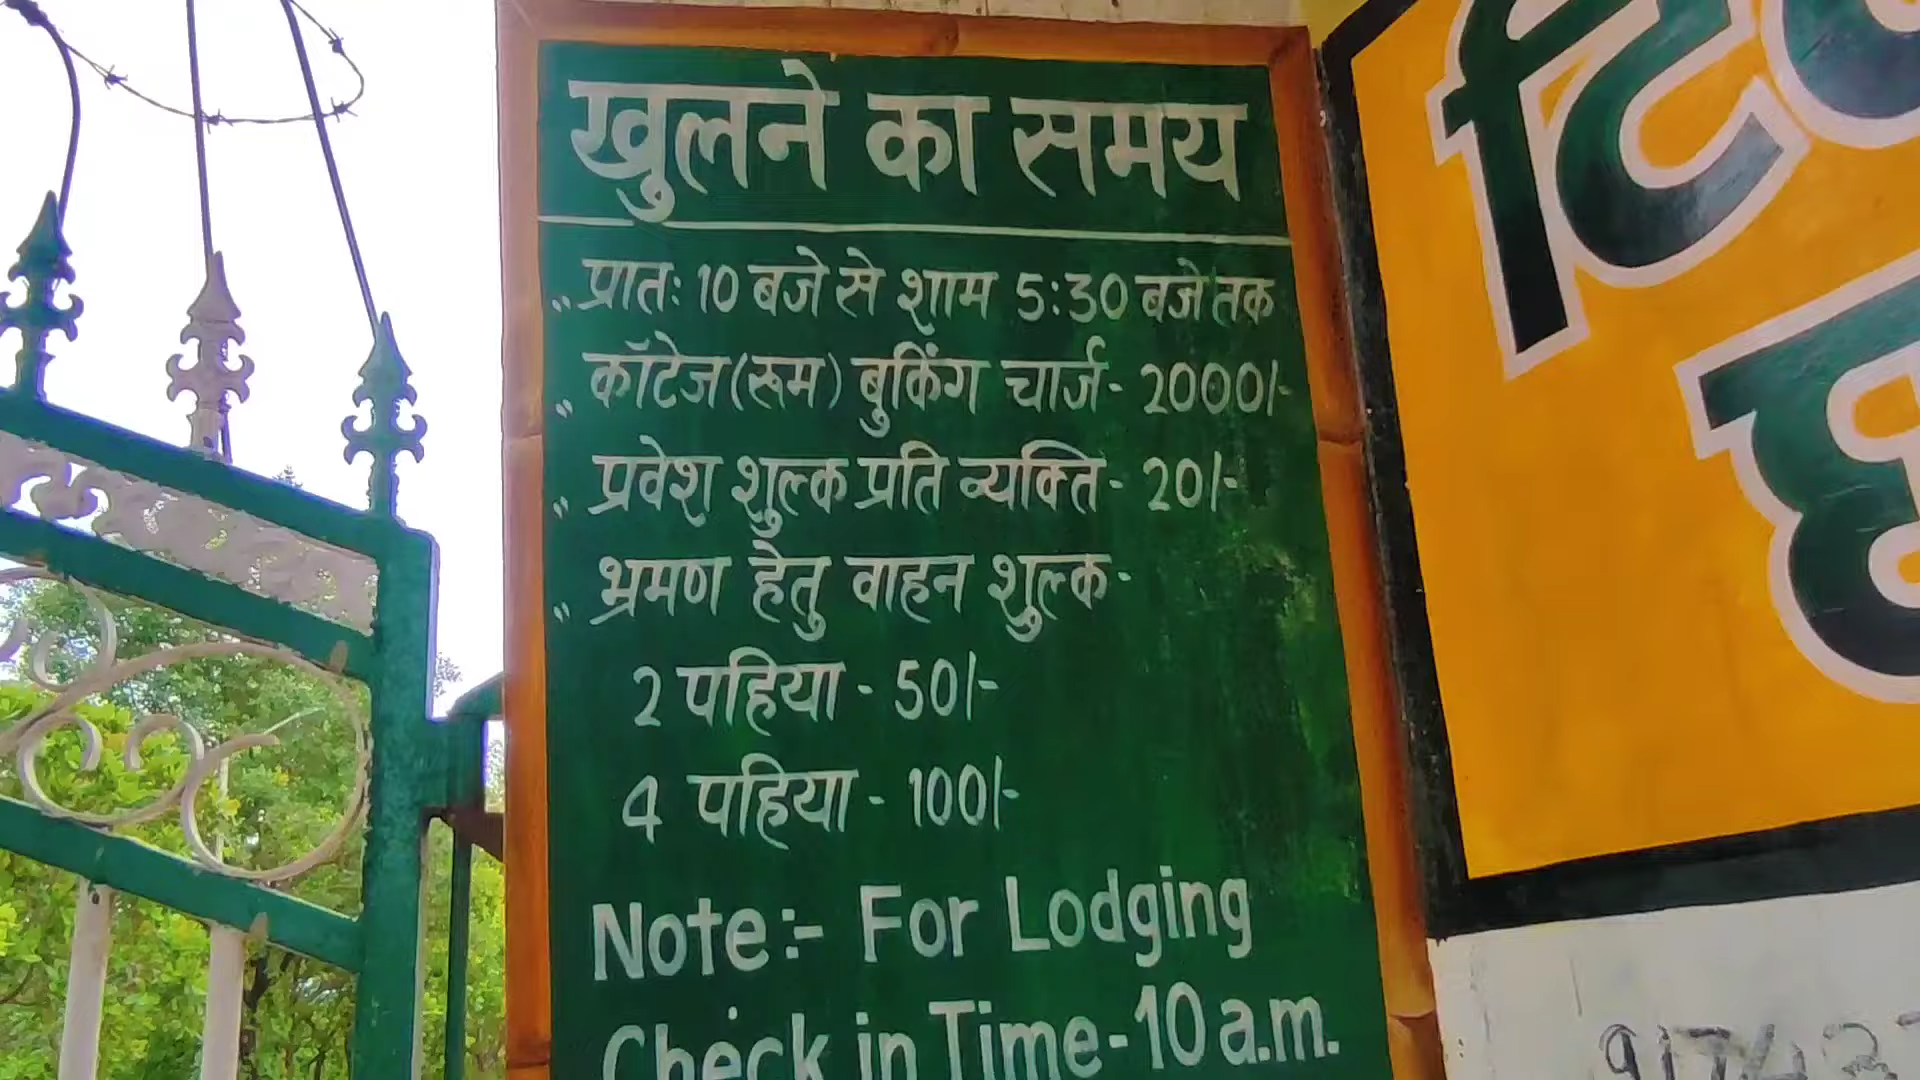 खुलने का समय
„ प्रात: 10 बजे से शाम 5:30 बजे तक
„ कॉटेज (रूम) बुकिंग चार्ज - 2000/-
„ प्रवेश शुल्क प्रति व्यक्ति - 20/-
„ भ्रमण हेतु वाहन शुल्क -
2 पहिया - 50/-
4 पहिया - 100/-
Note:- For Lodging
Check in Time - 10 a.m.